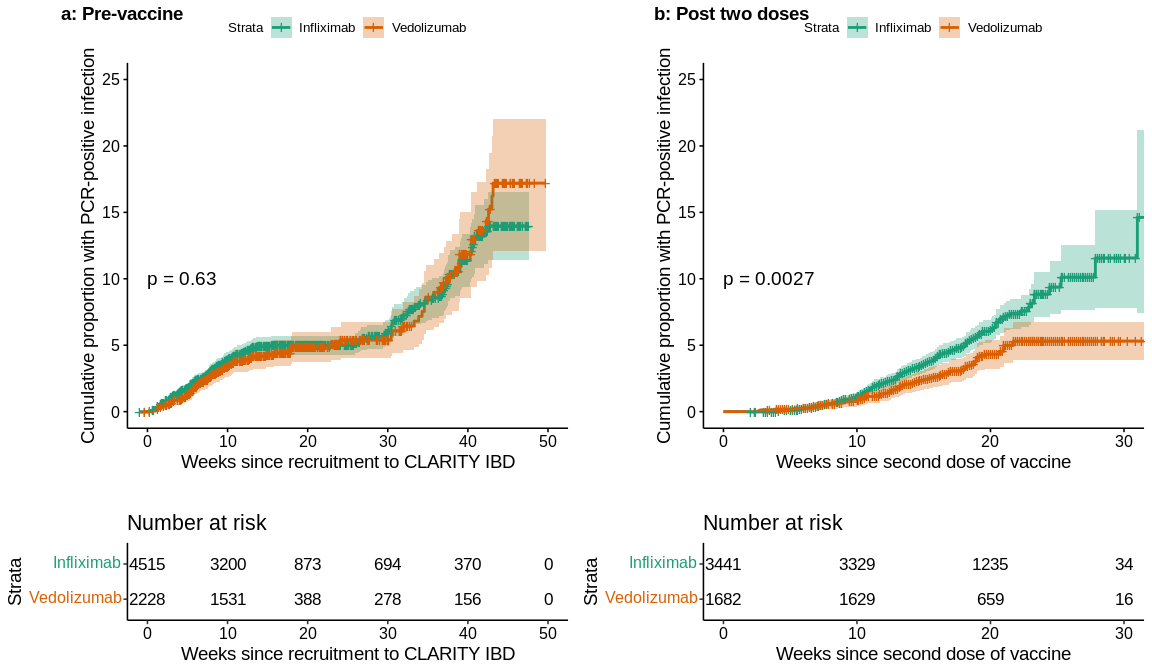 a: Pre-vaccine
Strata Infliximab Vedolizumab
Cumulative proportion with PCR-positive infection
25
20
15
10
5
0
p = 0.63
0 10 20 30 40 50
Weeks since recruitment to CLARITY IBD
Number at risk
Strata
Infliximab 4515 3200 873 694 370 0
Vedolizumab 2228 1531 388 278 156 0
0 10 20 30 40 50
Weeks since recruitment to CLARITY IBD
b: Post two doses
Strata Infliximab Vedolizumab
Cumulative proportion with PCR-positive infection
25
20
15
10
5
0
p = 0.0027
0 10 20 30
Weeks since second dose of vaccine
Number at risk
Strata
Infliximab 3441 3329 1235 34
Vedolizumab 1682 1629 659 16
0 10 20 30
Weeks since second dose of vaccine